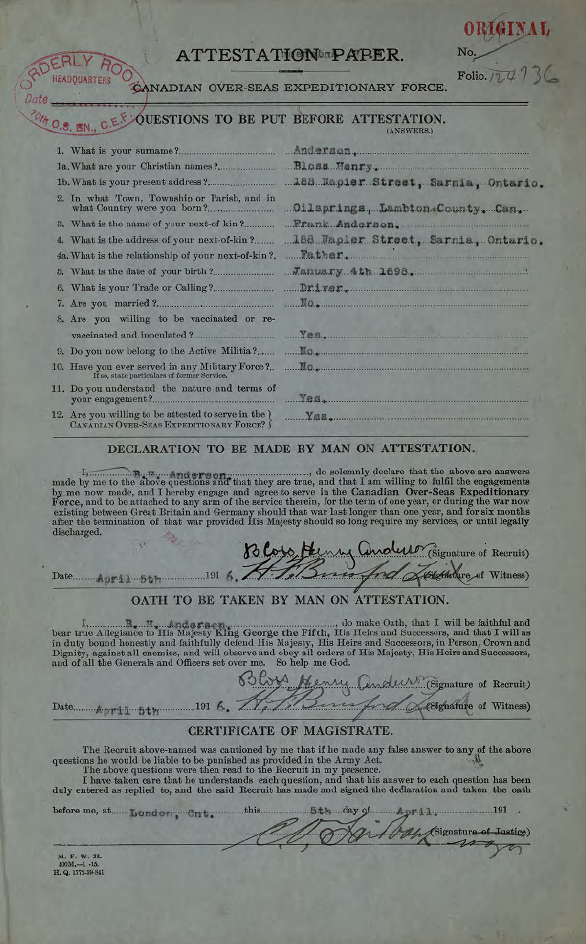 ORIGINAL
ORDERLY ROOM
HEADQUARTERS
Date
70th O.S. BN., C.E.F.
ATTESTATION PAPER.
No.
Folio. 124736
CANADIAN OVER-SEAS EXPEDITIONARY FORCE.
QUESTIONS TO BE PUT BEFORE ATTESTATION.
(ANSWERS.)
1. What is your surname? Anderson,
1a. What are your Christian names? Bloss Henry.
1b. What is your present address? 188 Napier Street, Sarnia, Ontario.
2. In what Town, Township or Parish, and in
what Country were you born? Oilsprings, Lambton County. Can.
3. What is the name of your next-of kin? Frank Anderson.
4. What is the address of your next-of-kin? 188 Napier Street, Sarnia, Ontario.
4a. What is the relationship of your next-of-kin?. Father.
5. What is the date of your birth? January 4th 1898.
6. What is your Trade or Calling? Driver.
7. Are you married? No.
8. Are you willing to be vaccinated or re-
vaccinated and inoculated? Yes.
9. Do you now belong to the Active Militia? No.
10. Have you ever served in any Military Force?.. No.
If so, state particulars of former Service.
11. Do you understand the nature and terms of
your engagement? Yes.
12. Are you willing to be attested to serve in the
CANADIAN OVER-SEAS EXPEDITIONARY FORCE? Yes.
DECLARATION TO BE MADE BY MAN ON ATTESTATION.
I, B. H. Anderson, do solemnly declare that the above are answers
made by me to the above questions and that they are true, and that I am willing to fulfil the engagements
by me now made, and I hereby engage and agree to serve in the Canadian Over-Seas Expeditionary
Force, and to be attached to any arm of the service therein, for the term of one year, or during the war now
existing between Great Britain and Germany should that war last longer than one year, and for six months
after the termination of that war provided His Majesty should so long require my services, or until legally
discharged.
Bloss Henry Anderson (Signature of Recruit)
Date April 5th 1916. (Signature of Witness)
OATH TO BE TAKEN BY MAN ON ATTESTATION.
I, B. H. Anderson, do make Oath, that I will be faithful and
bear true Allegiance to His Majesty King George the Fifth, His Heirs and Successors, and that I will as
in duty bound honestly and faithfully defend His Majesty, His Heirs and Successors, in Person, Crown and
Dignity, against all enemies, and will observe and obey all orders of His Majesty, His Heirs and Successors,
and of all the Generals and Officers set over me. So help me God.
Bloss Henry Anderson (Signature of Recruit)
Date April 5th 1916. (Signature of Witness)
CERTIFICATE OF MAGISTRATE.
The Recruit above-named was cautioned by me that if he made any false answer to any of the above
questions he would be liable to be punished as provided in the Army Act.
The above questions were then read to the Recruit in my presence.
I have taken care that he understands each question, and that his answer to each question has been
duly entered as replied to, and the said Recruit has made and signed the declaration and taken the oath
before me, at London, Ont. this 5th day of April. 191 .
(Signature of Justice)
Major
M. F. W. 23.
H. Q. 1772-39-841